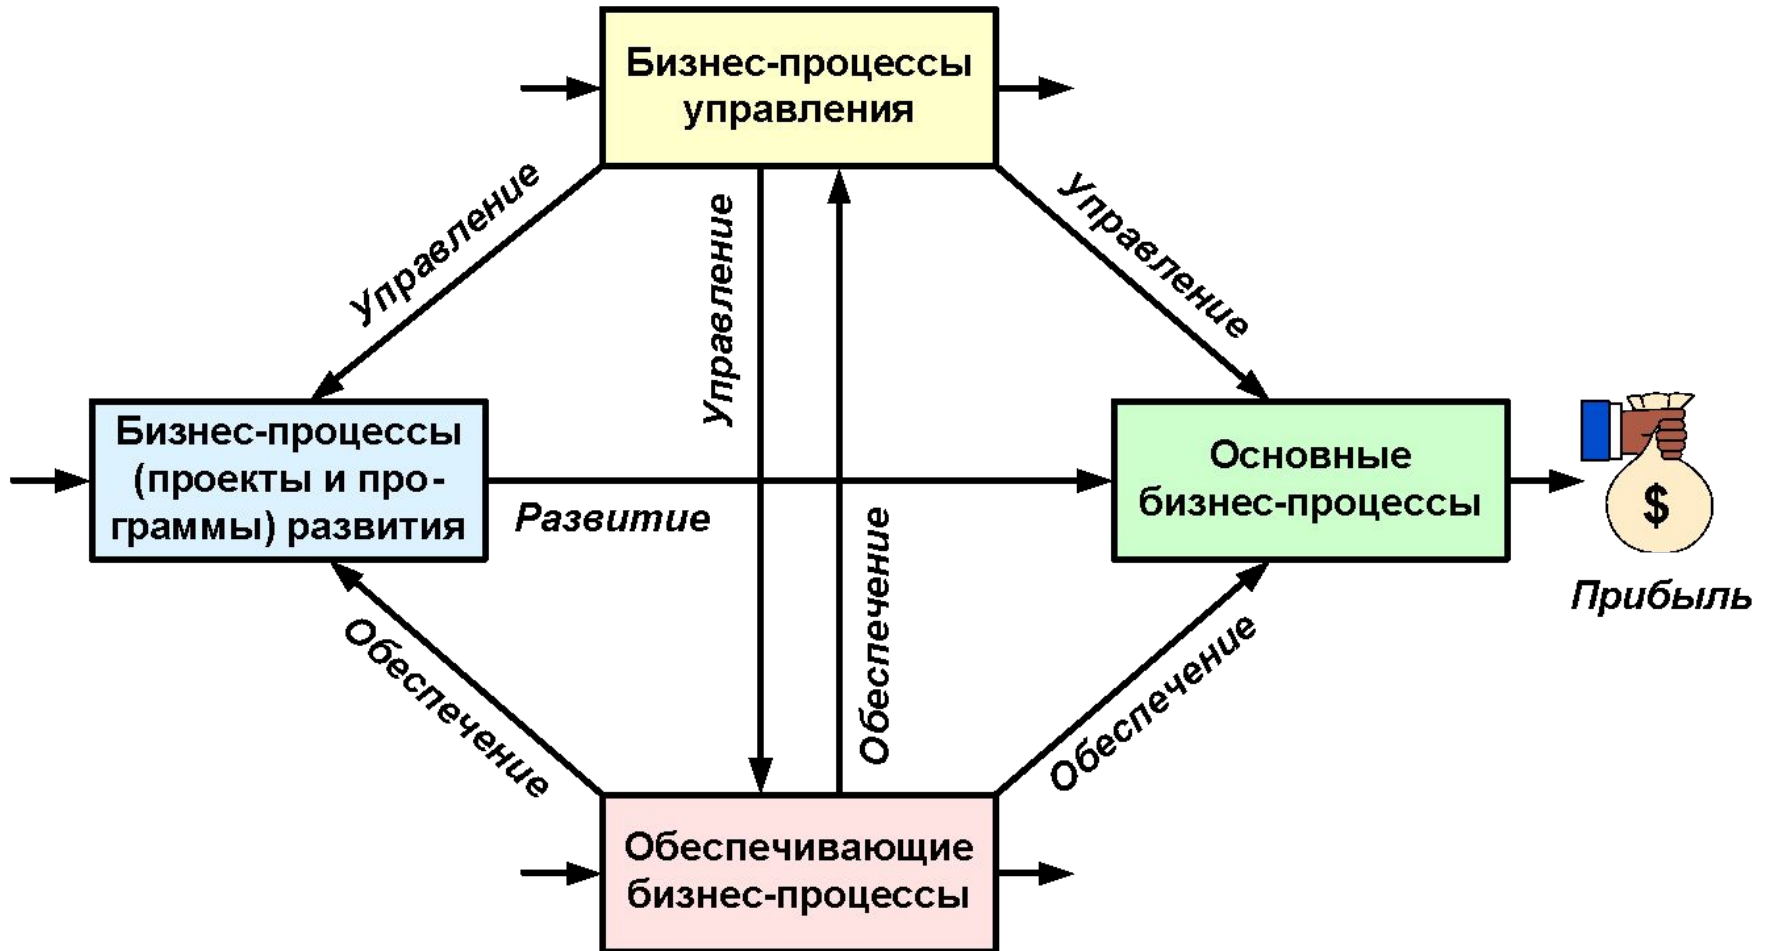 Бизнес-процессы
управления
Управление
Управление
Управление
Бизнес-процессы
(проекты и про-
граммы) развития
Развитие
Основные
бизнес-процессы
$
Прибыль
Обеспечение
Обеспечение
Обеспечение
Обеспечивающие
бизнес-процессы